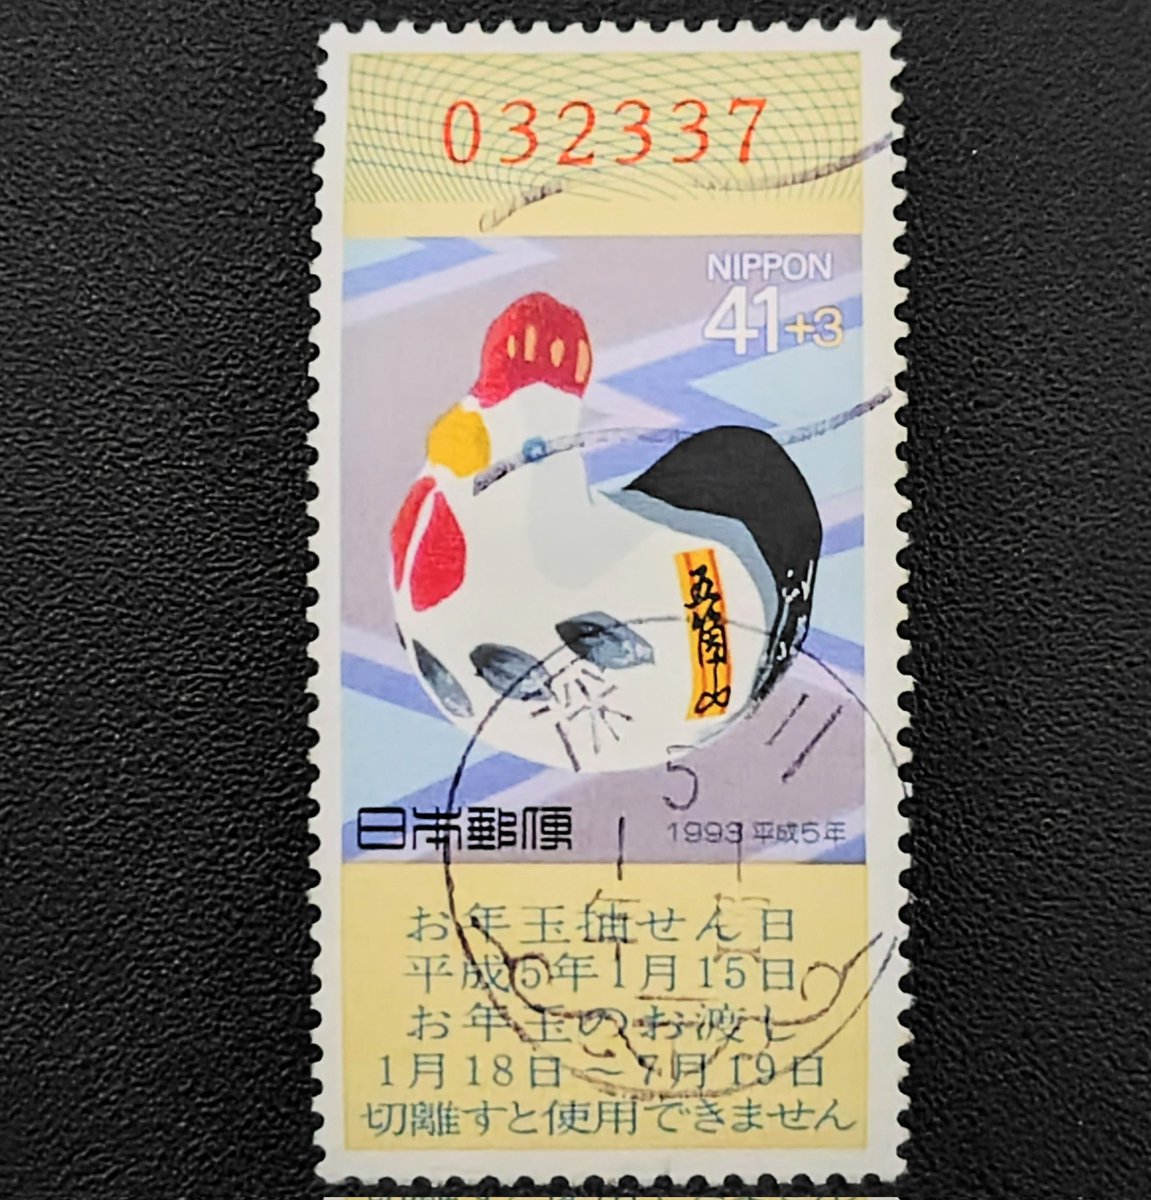 032337
NIPPON
41+3
五箇山
日本郵便
1993 平成5年
お年玉抽せん日
平成5年1月15日
お年玉のお渡し
1月18日~7月19日
切離すと使用できません